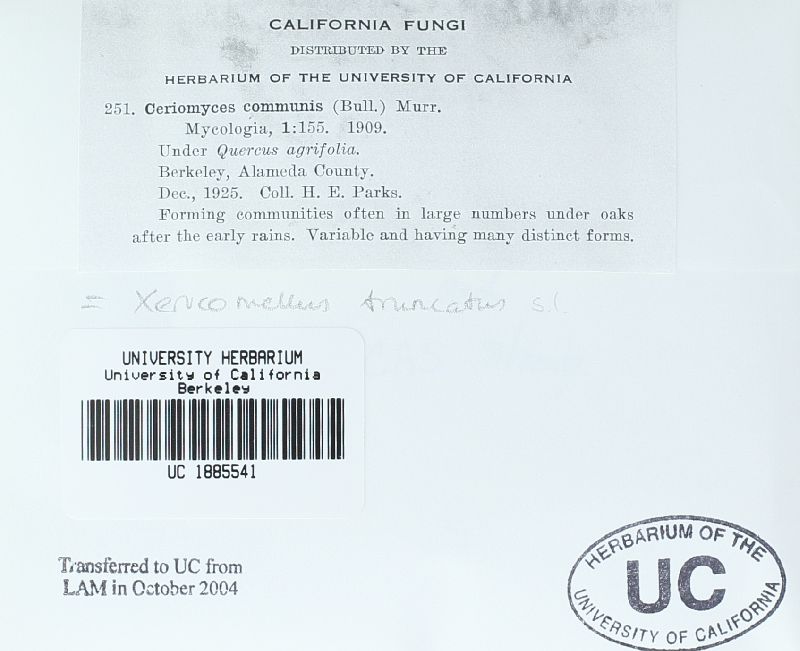 CALIFORNIA FUNGI
DISTRIBUTED BY THE
HERBARIUM OF THE UNIVERSITY OF CALIFORNIA
251. Ceriomyces communis (Bull.) Murr.
Mycologia, 1:155. 1909.
Under Quercus agrifolia.
Berkeley, Alameda County.
Dec., 1925. Coll. H. E. Parks.
Forming communities often in large numbers under oaks
after the early rains. Variable and having many distinct forms.
= Xerocomellus truncatus s.l.
UNIVERSITY HERBARIUM
University of California
Berkeley
UC 1885541
Transferred to UC from
LAM in October 2004
HERBARIUM OF THE
UC
UNIVERSITY OF CALIFORNIA